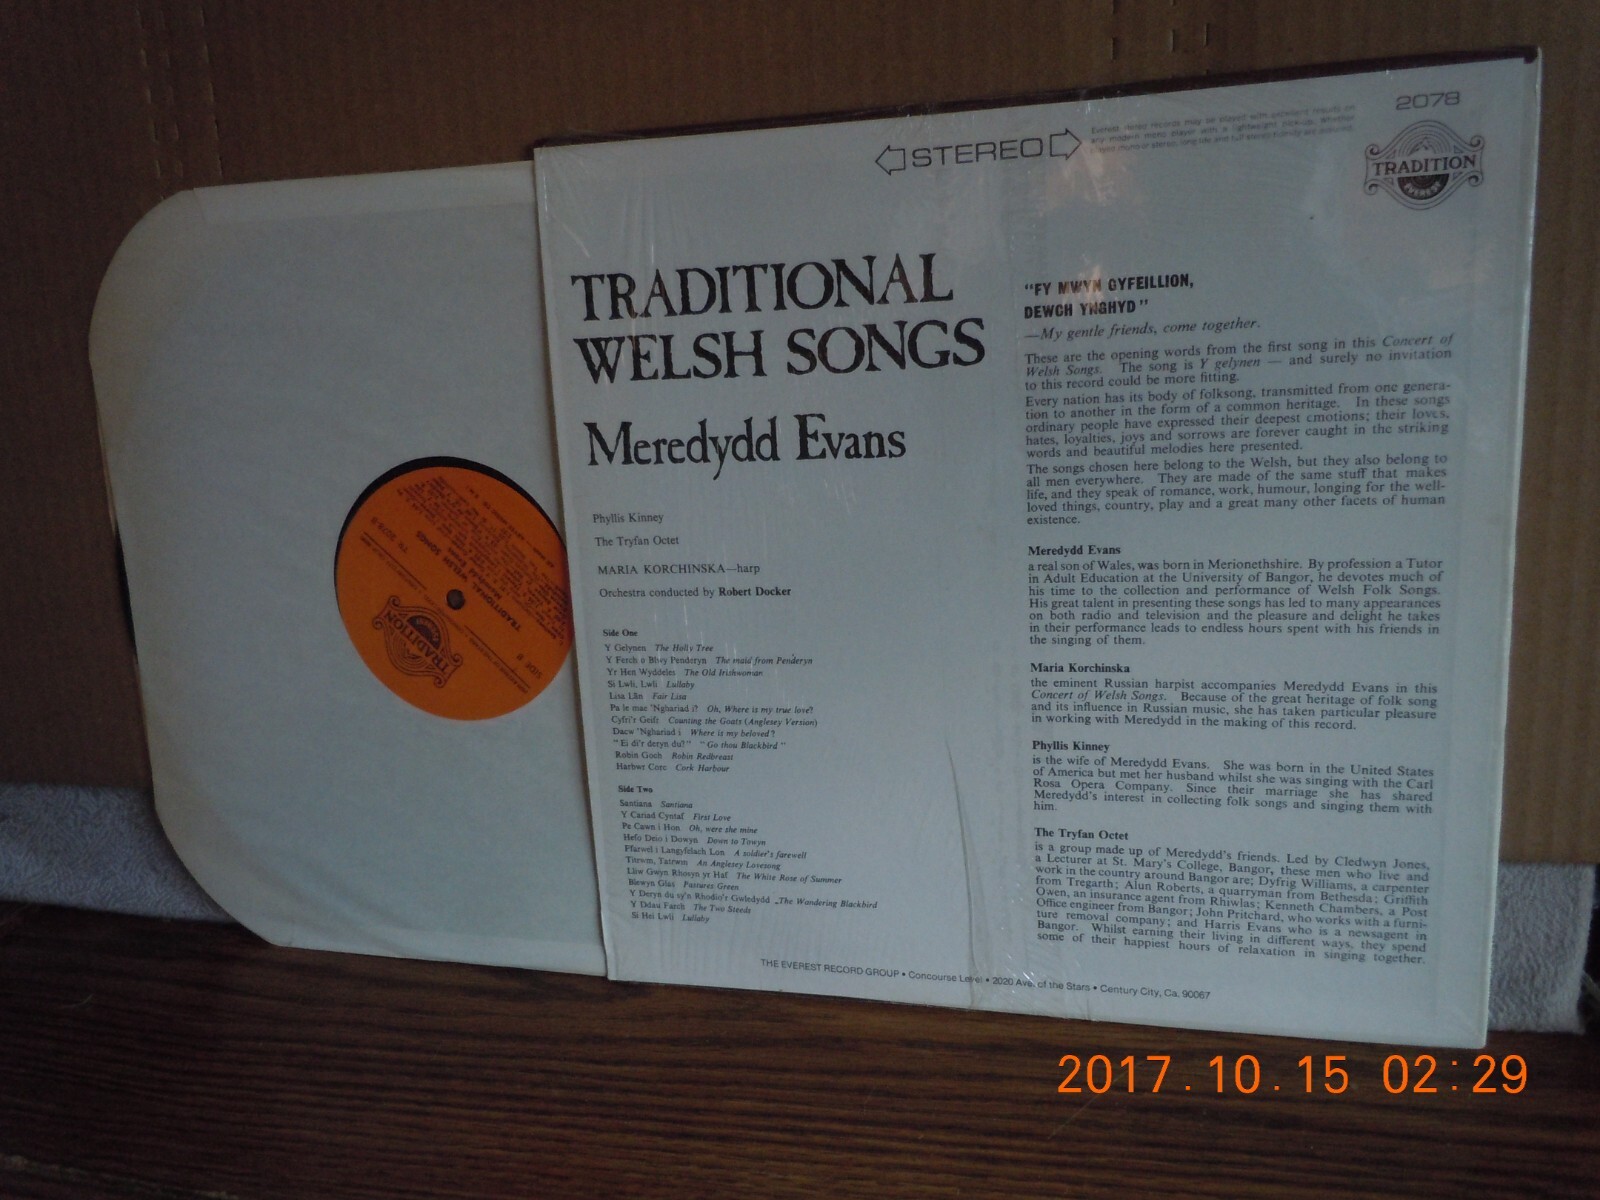 2078
STEREO
TRADITION
EVEREST
TRADITIONAL
WELSH SONGS
Meredydd Evans
Phyllis Kinney
The Tryfan Octet
MARIA KORCHINSKA—harp
Orchestra conducted by Robert Docker
Side One
Y Gelynen The Holly Tree
Y Ferch o Blwy Penderyn The maid from Penderyn
Yr Hen Wyddeles The Old Irishwoman
Si Lwli, Lwli Lullaby
Lisa Lân Fair Lisa
Pa le mae 'Nghariad i? Oh, Where is my true love?
Cyfri'r Geifr Counting the Goats (Anglesey Version)
Dacw 'Nghariad i Where is my beloved?
"Ei di'r deryn du?" "Go thou Blackbird"
Robin Goch Robin Redbreast
Harbwr Corc Cork Harbour
Side Two
Santiana Santiana
Y Cariad Cyntaf First Love
Pe Cawn i Hon Oh, were she mine
Hefo Deio i Dowyn Down to Towyn
Ffarwel i Langyfelach Lon A soldier's farewell
Titrwm, Tatrwm An Anglesey Lovesong
Lliw Gwyn Rhosyn yr Haf The White Rose of Summer
Blewyn Glas Pastures Green
Y Deryn du sy'n Rhodio'r Gwledydd The Wandering Blackbird
Y Ddau Farch The Two Steeds
Si Hei Lwli Lullaby
"FY MWYN GYFEILLION,
DEWCH YNGHYD"
—My gentle friends, come together.
These are the opening words from the first song in this Concert of
Welsh Songs. The song is Y gelynen — and surely no invitation
to this record could be more fitting.
Every nation has its body of folksong, transmitted from one genera-
tion to another in the form of a common heritage. In these songs
ordinary people have expressed their deepest emotions; their loves,
hates, loyalties, joys and sorrows are forever caught in the striking
words and beautiful melodies here presented.
The songs chosen here belong to the Welsh, but they also belong to
all men everywhere. They are made of the same stuff that makes
life, and they speak of romance, work, humour, longing for the well-
loved things, country, play and a great many other facets of human
existence.
Meredydd Evans
a real son of Wales, was born in Merionethshire. By profession a Tutor
in Adult Education at the University of Bangor, he devotes much of
his time to the collection and performance of Welsh Folk Songs.
His great talent in presenting these songs has led to many appearances
on both radio and television and the pleasure and delight he takes
in their performance leads to endless hours spent with his friends in
the singing of them.
Maria Korchinska
the eminent Russian harpist accompanies Meredydd Evans in this
Concert of Welsh Songs. Because of the great heritage of folk song
and its influence in Russian music, she has taken particular pleasure
in working with Meredydd in the making of this record.
Phyllis Kinney
is the wife of Meredydd Evans. She was born in the United States
of America but met her husband whilst she was singing with the Carl
Rosa Opera Company. Since their marriage she has shared
Meredydd's interest in collecting folk songs and singing them with
him.
The Tryfan Octet
is a group made up of Meredydd's friends. Led by Cledwyn Jones,
a Lecturer at St. Mary's College, Bangor, these men who live and
work in the country around Bangor are; Dyfrig Williams, a carpenter
from Tregarth; Alun Roberts, a quarryman from Bethesda; Griffith
Owen, an insurance agent from Rhiwlas; Kenneth Chambers, a Post
Office engineer from Bangor; John Pritchard, who works with a furni-
ture removal company; and Harris Evans who is a newsagent in
Bangor. Whilst earning their living in different ways, they spend
some of their happiest hours of relaxation in singing together.
THE EVEREST RECORD GROUP • Concourse Level • 2020 Ave. of the Stars • Century City, Ca. 90067
TRADITION
TRADITIONAL WELSH SONGS
2017.10.15 02:29